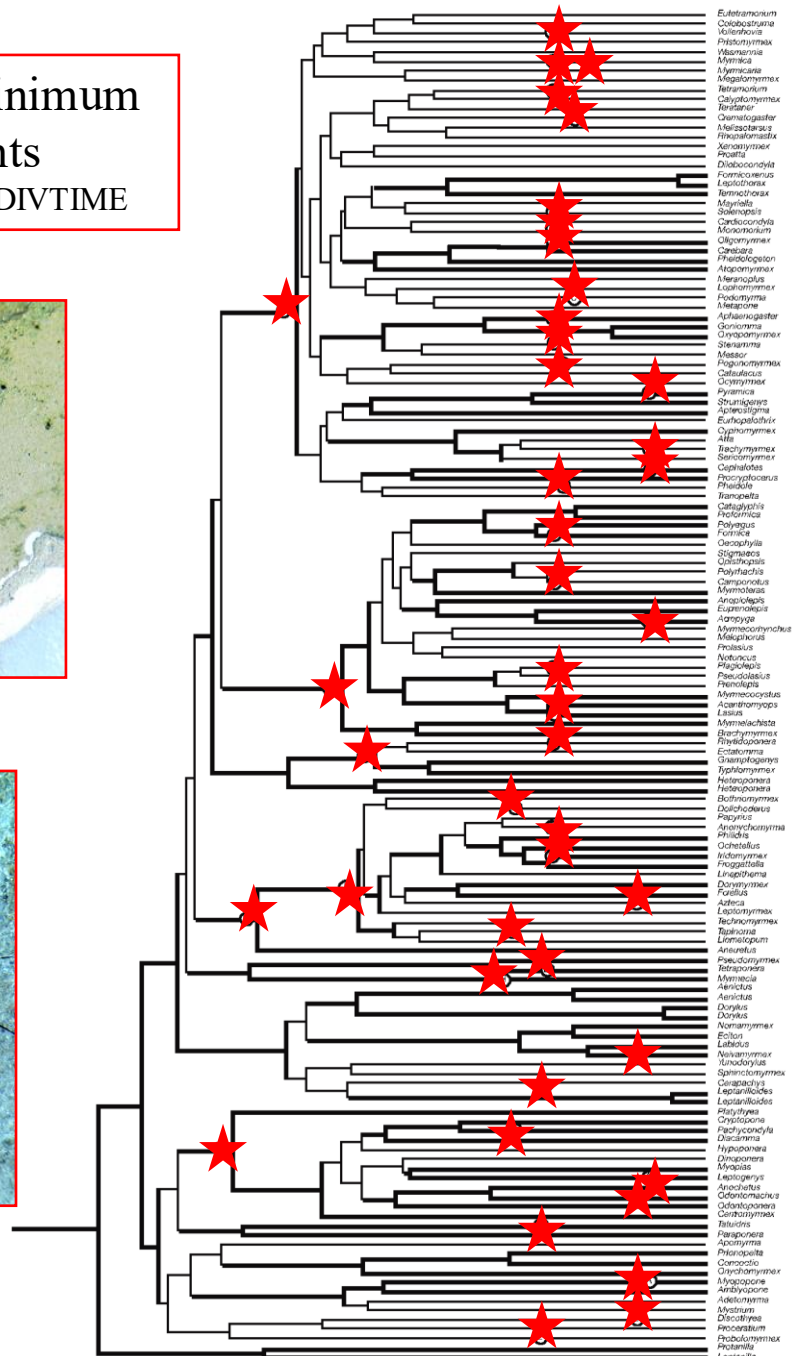 inimum
nts
DIVTIME
Eutetramorium
Colobostruma
Vollenhovia
Pristomyrmex
Wasmannia
Myrmica
Myrmicaria
Megalomyrmex
Tetramorium
Calyptomyrmex
Terataner
Crematogaster
Melissotarsus
Rhopalomastix
Xenomyrmex
Proatta
Dilobocondyla
Formicoxenus
Leptothorax
Temnothorax
Mayriella
Solenopsis
Cardiocondyla
Monomorium
Oligomyrmex
Carebara
Pheidologeton
Atopomyrmex
Meranoplus
Lophomyrmex
Podomyrma
Metapone
Aphaenogaster
Goniomma
Oxyopomyrmex
Stenamma
Messor
Pogonomyrmex
Cataulacus
Ocymyrmex
Pyramica
Strumigenys
Apterostigma
Eurhopalothrix
Cyphomyrmex
Atta
Trachymyrmex
Sericomyrmex
Cephalotes
Procryptocerus
Pheidole
Tranopelta
Cataglyphis
Proformica
Polyergus
Formica
Oecophylla
Stigmacros
Opisthopsis
Polyrhachis
Camponotus
Myrmoteras
Anoplolepis
Euprenolepis
Acropyga
Myrmecorhynchus
Melophorus
Prolasius
Notoncus
Plagiolepis
Pseudolasius
Prenolepis
Myrmecocystus
Acanthomyops
Lasius
Myrmelachista
Brachymyrmex
Rhytidoponera
Ectatomma
Gnamptogenys
Typhlomyrmex
Heteroponera
Heteroponera
Bothriomyrmex
Dolichoderus
Papyrius
Anonychomyrma
Philidris
Ochetellus
Iridomyrmex
Froggattella
Linepithema
Dorymyrmex
Forelius
Azteca
Leptomyrmex
Technomyrmex
Tapinoma
Liometopum
Aneuretus
Pseudomyrmex
Tetraponera
Myrmecia
Aenictus
Aenictus
Dorylus
Dorylus
Nomamyrmex
Eciton
Labidus
Neivamyrmex
Yunodorylus
Sphinctomyrmex
Cerapachys
Leptanilloides
Leptanilloides
Platythyea
Cryptopone
Pachycondyla
Diacamma
Hypoponera
Dinoponera
Myopias
Leptogenys
Anochetus
Odontomachus
Odontoponera
Centromyrmex
Tatuidris
Paraponera
Apomyrma
Prionopelta
Concoctio
Onychomyrmex
Myopopone
Amblyopone
Adetomyrma
Mystrium
Discothyrea
Proceratium
Probolomyrmex
Protanilla